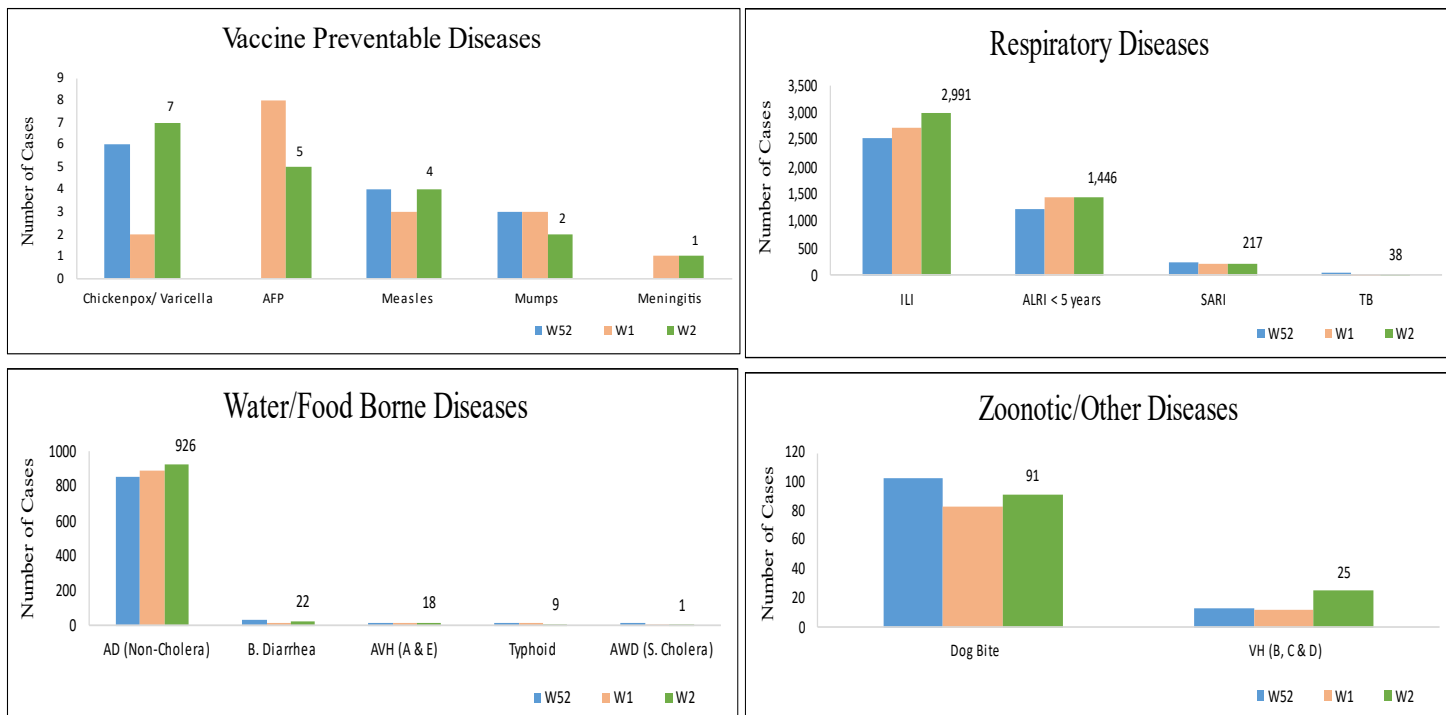 Vaccine Preventable Diseases
Number of Cases
9
8
7
6
5
4
3
2
1
0
7
5
4
2
1
Chickenpox/ Varicella AFP Measles Mumps Meningitis
W52 W1 W2
Respiratory Diseases
Number of Cases
3,500
3,000
2,500
2,000
1,500
1,000
500
0
2,991
1,446
217
38
ILI ALRI < 5 years SARI TB
W52 W1 W2
Water/Food Borne Diseases
Number of Cases
1000
800
600
400
200
0
926
22
18
9
1
AD (Non-Cholera) B. Diarrhea AVH (A & E) Typhoid AWD (S. Cholera)
W52 W1 W2
Zoonotic/Other Diseases
Number of Cases
120
100
80
60
40
20
0
91
25
Dog Bite VH (B, C & D)
W52 W1 W2